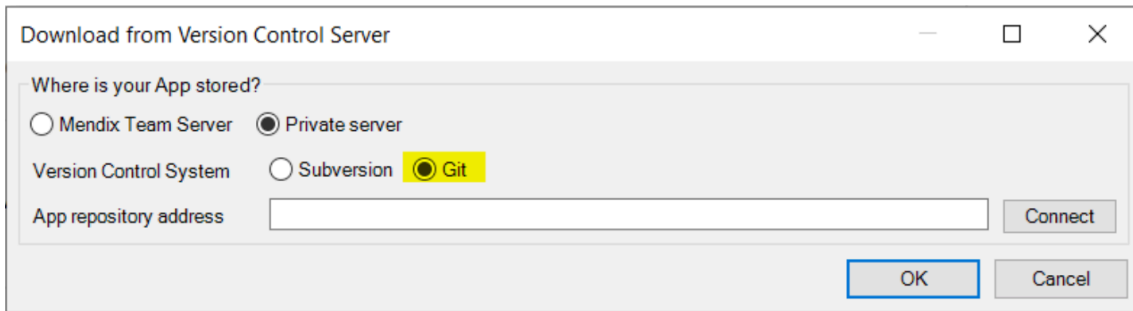 Download from Version Control Server
Where is your App stored?
Mendix Team Server Private server
Version Control System Subversion Git
App repository address Connect
OK Cancel